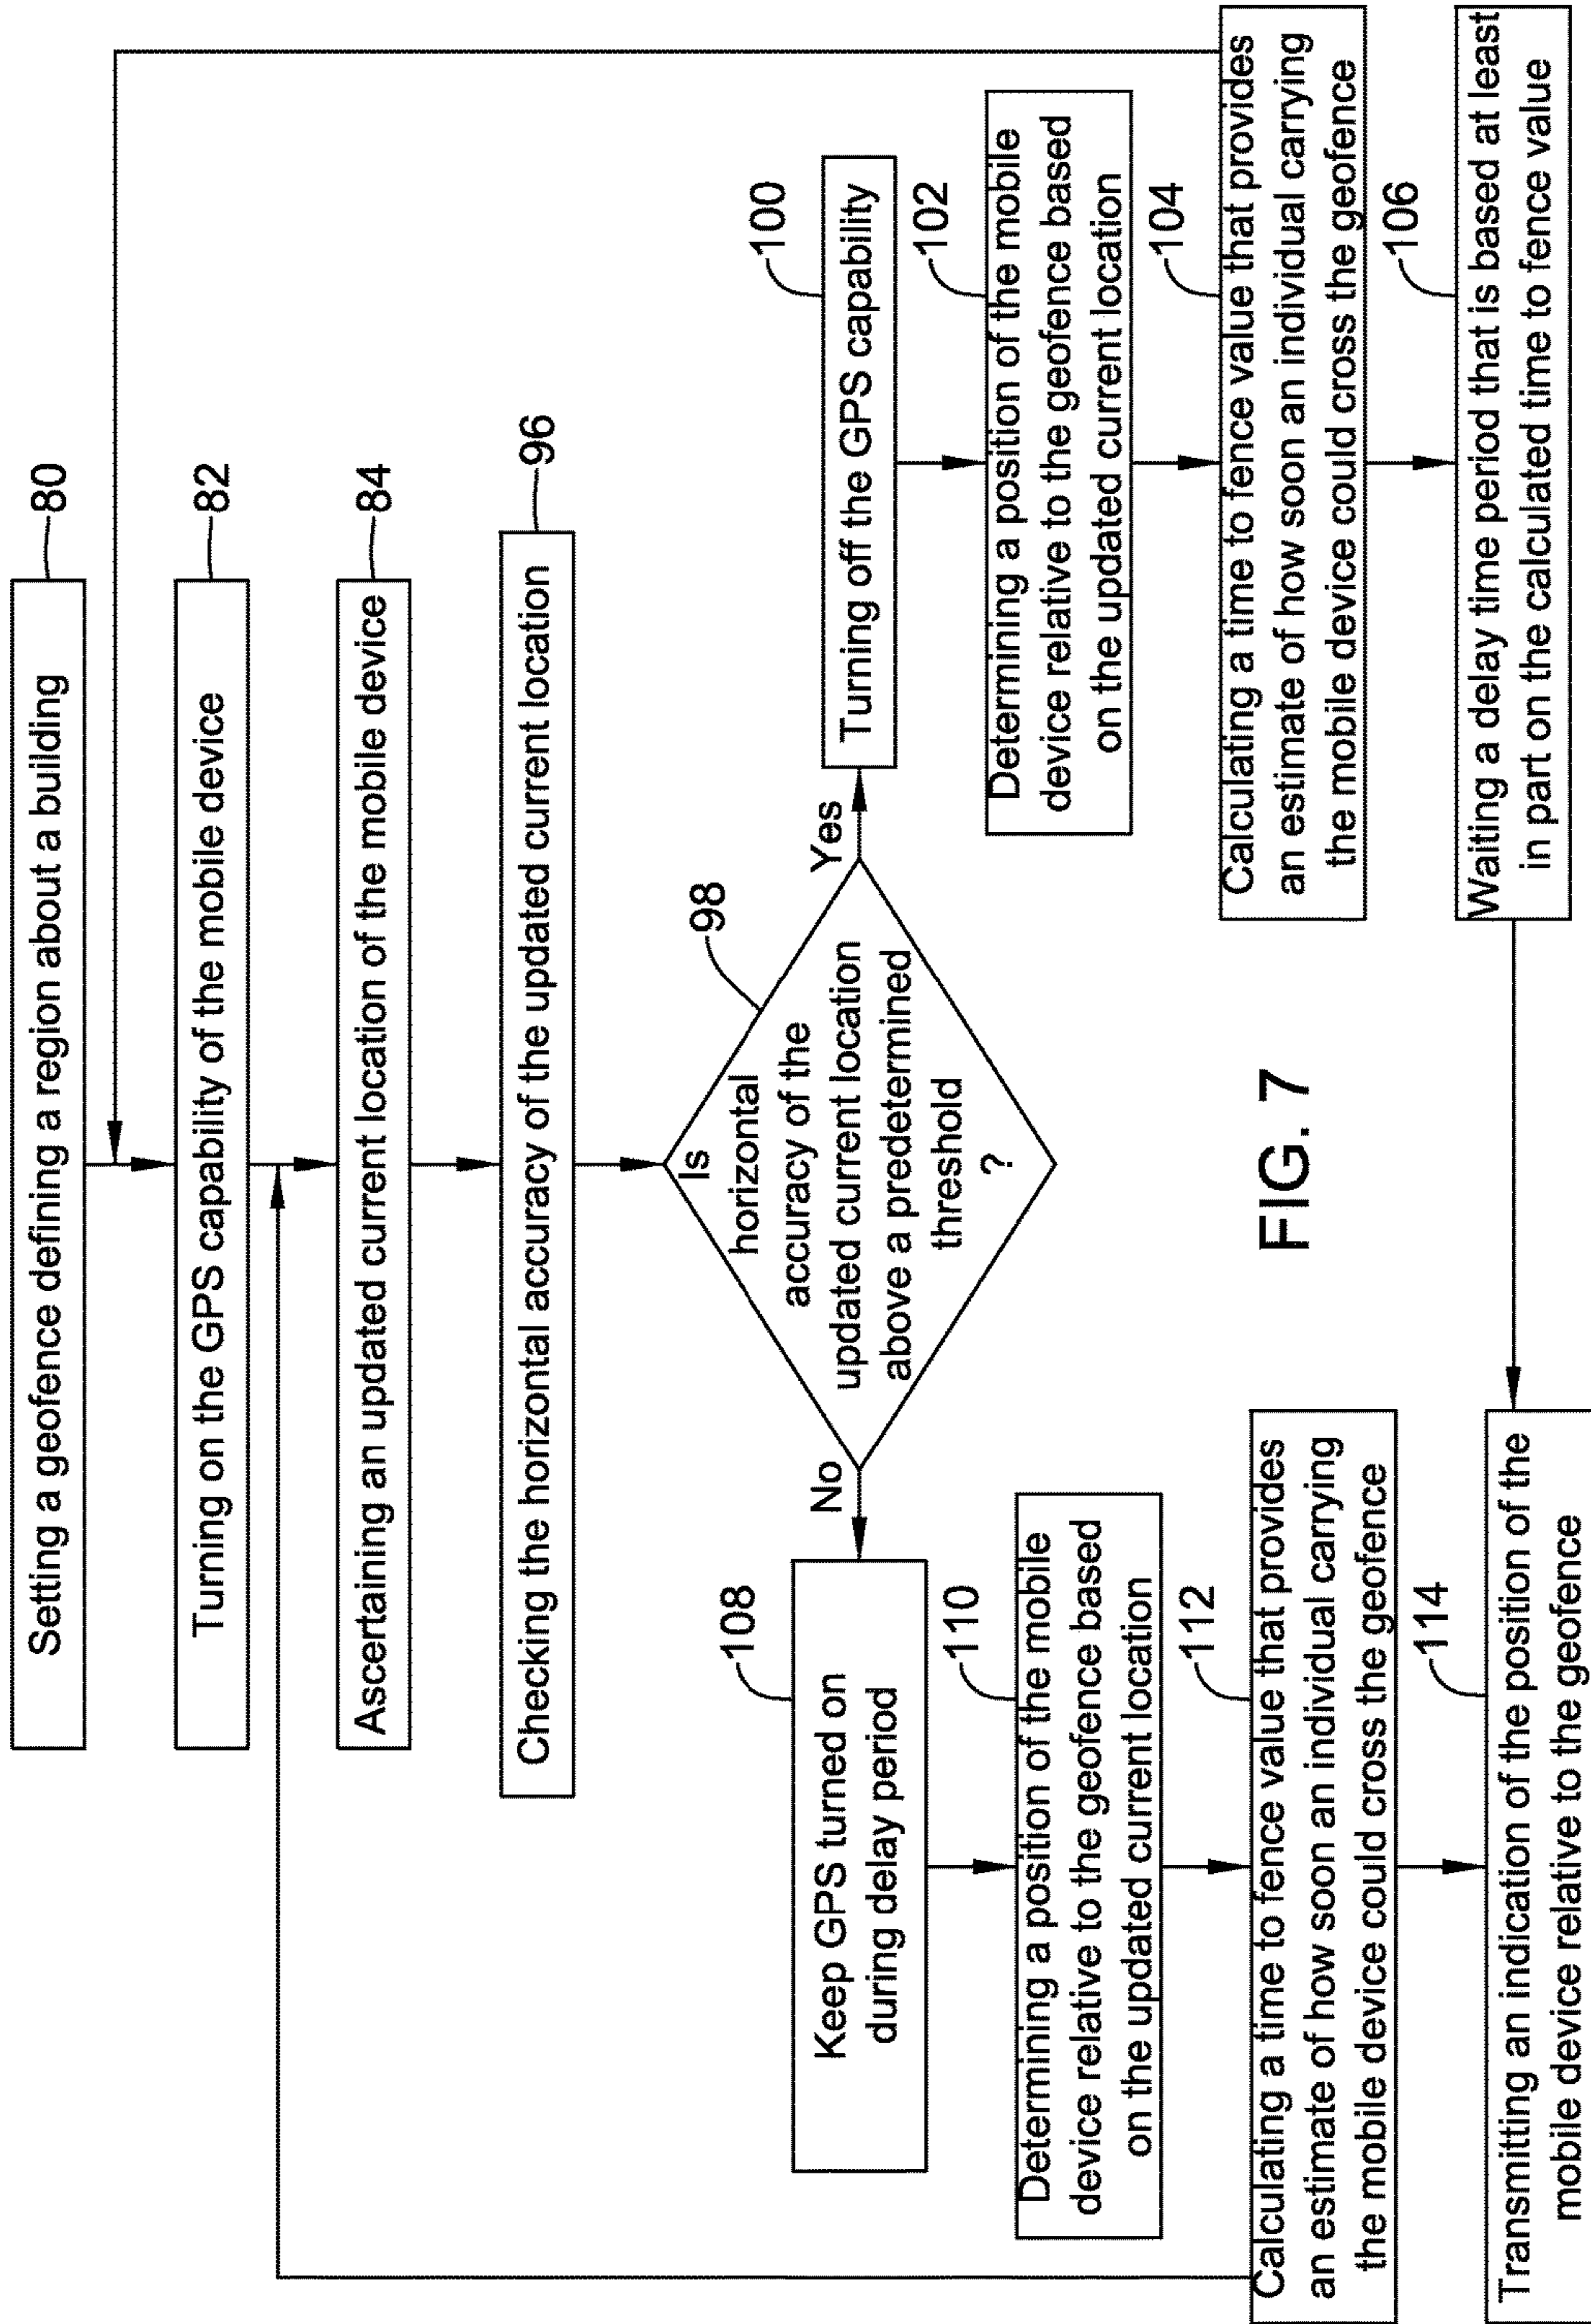 Setting a geofence defining a region about a building
80
Turning on the GPS capability of the mobile device
82
Ascertaining an updated current location of the mobile device
84
Checking the horizontal accuracy of the updated current location
96
Is
horizontal
accuracy of the
updated current location
above a predetermined
threshold
?
98
Yes
No
Turning off the GPS capability
100
Determining a position of the mobile
device relative to the geofence based
on the updated current location
102
Calculating a time to fence value that provides
an estimate of how soon an individual carrying
the mobile device could cross the geofence
104
Waiting a delay time period that is based at least
in part on the calculated time to fence value
106
Keep GPS turned on
during delay period
108
Determining a position of the mobile
device relative to the geofence based
on the updated current location
110
Calculating a time to fence value that provides
an estimate of how soon an individual carrying
the mobile device could cross the geofence
112
Transmitting an indication of the position of the
mobile device relative to the geofence
114
FIG. 7